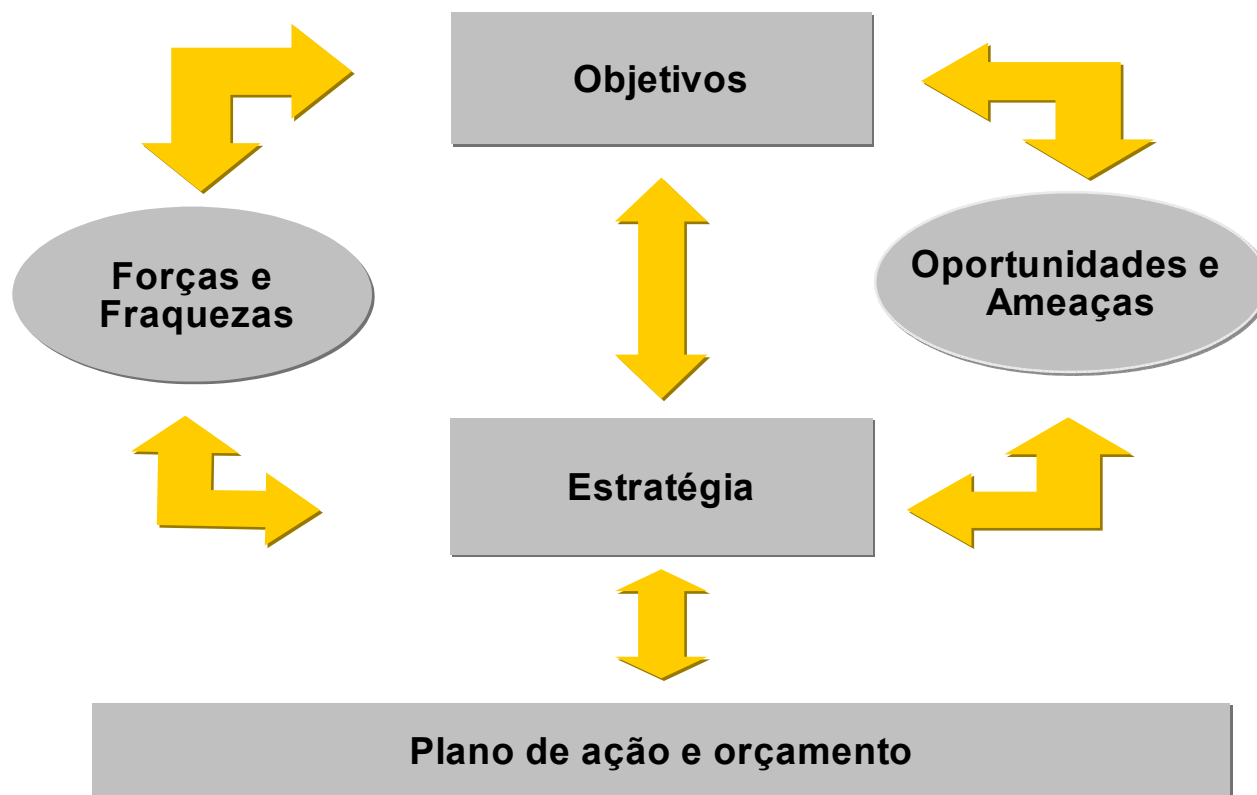 Objetivos
Forças e
Fraquezas
Oportunidades e
Ameaças
Estratégia
Plano de ação e orçamento